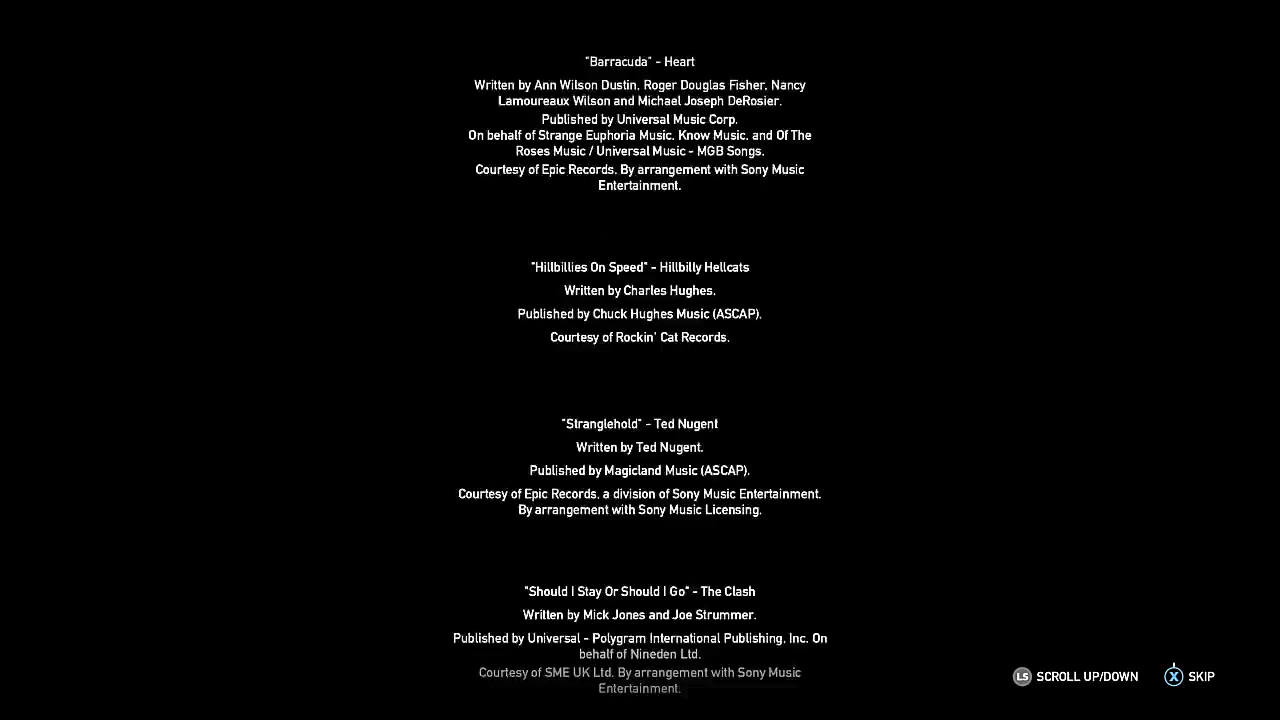 "Barracuda" - Heart
Written by Ann Wilson Dustin, Roger Douglas Fisher, Nancy
Lamoureaux Wilson and Michael Joseph DeRosier.
Published by Universal Music Corp.
On behalf of Strange Euphoria Music, Know Music, and Of The
Roses Music / Universal Music - MGB Songs.
Courtesy of Epic Records. By arrangement with Sony Music
Entertainment.
"Hillbillies On Speed" - Hillbilly Hellcats
Written by Charles Hughes.
Published by Chuck Hughes Music (ASCAP).
Courtesy of Rockin' Cat Records.
"Stranglehold" - Ted Nugent
Written by Ted Nugent.
Published by Magicland Music (ASCAP).
Courtesy of Epic Records, a division of Sony Music Entertainment.
By arrangement with Sony Music Licensing.
"Should I Stay Or Should I Go" - The Clash
Written by Mick Jones and Joe Strummer.
Published by Universal - Polygram International Publishing, Inc. On
behalf of Nineden Ltd.
Courtesy of SME UK Ltd. By arrangement with Sony Music
Entertainment.
LS SCROLL UP/DOWN X SKIP